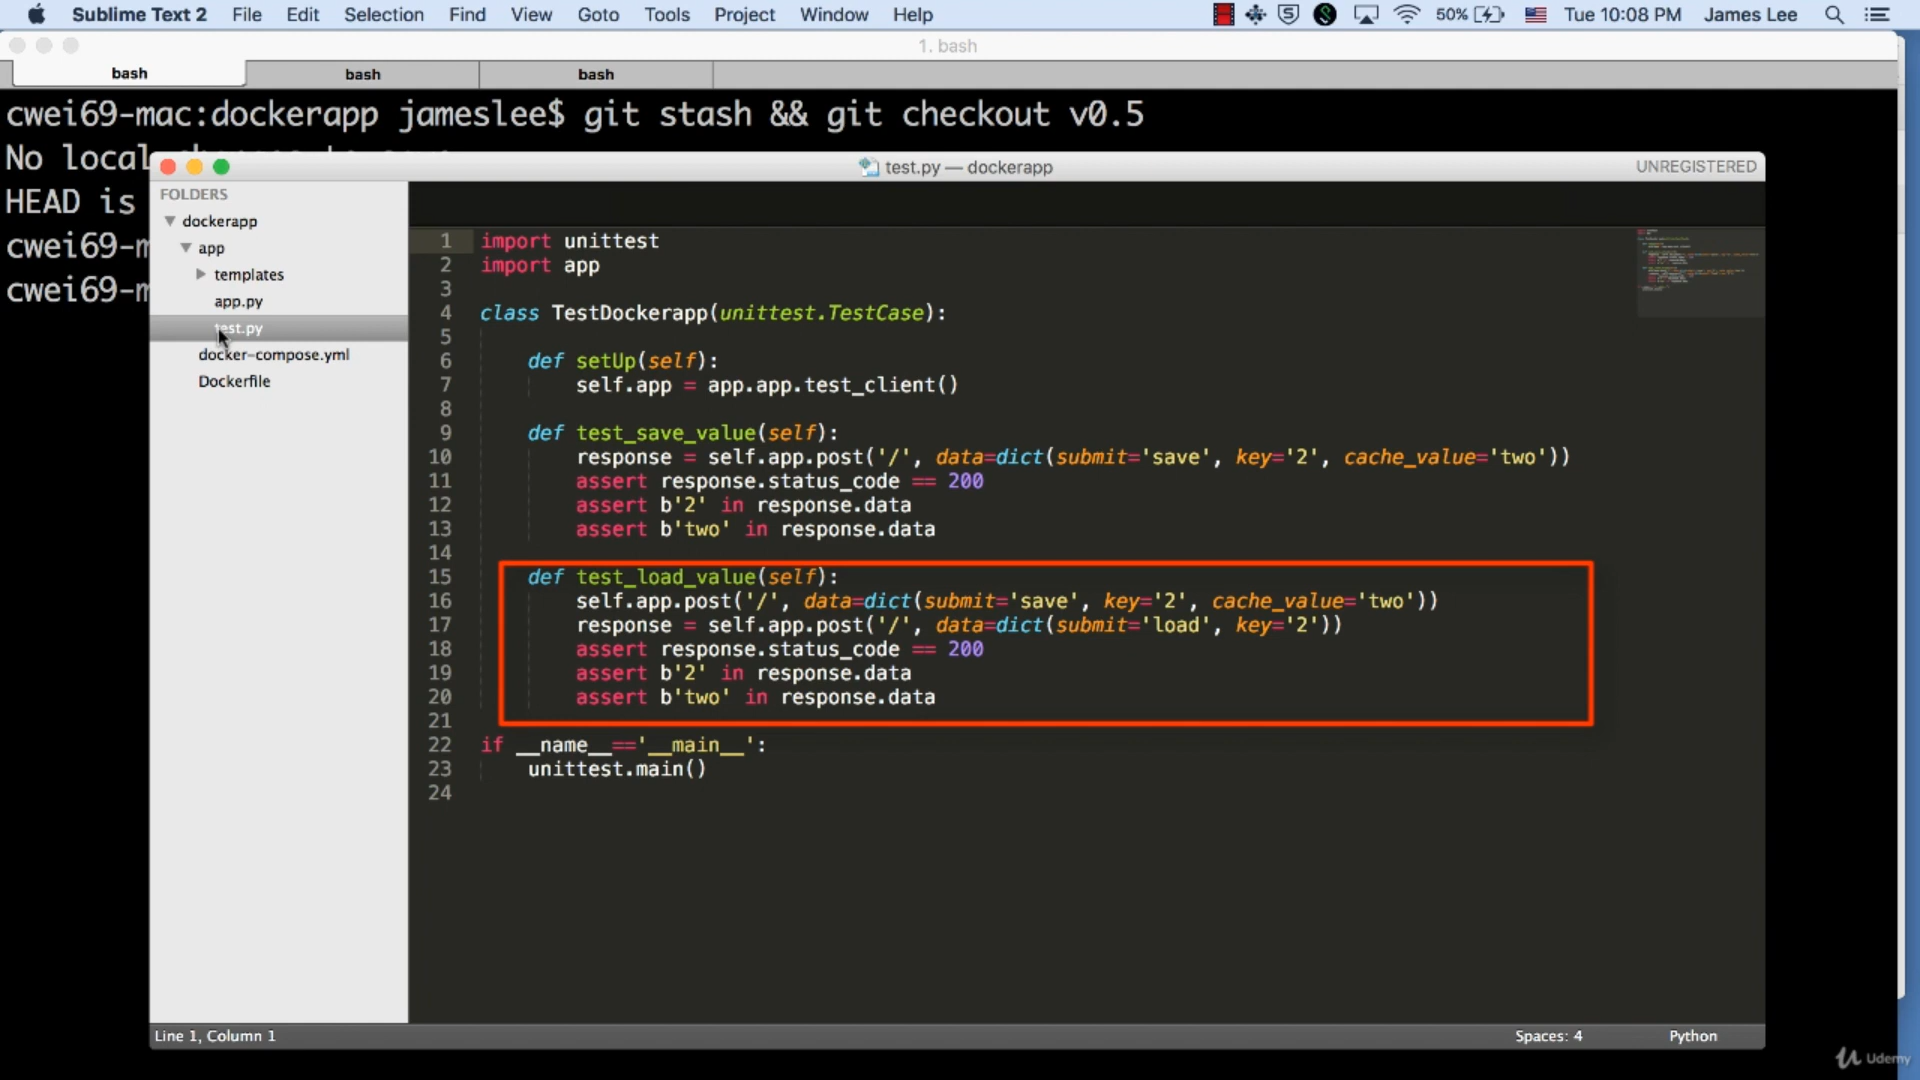 Sublime Text 2 File Edit Selection Find View Goto Tools Project Window Help 50% Tue 10:08 PM James Lee
1. bash
bash bash bash
cwei69-mac:dockerapp jameslee$ git stash && git checkout v0.5
No local
HEAD is
cwei69-m
cwei69-m
test.py — dockerapp UNREGISTERED
FOLDERS
dockerapp
app
templates
app.py
test.py
docker-compose.yml
Dockerfile
1 import unittest
2 import app
3
4 class TestDockerapp(unittest.TestCase):
5
6 def setUp(self):
7 self.app = app.app.test_client()
8
9 def test_save_value(self):
10 response = self.app.post('/', data=dict(submit='save', key='2', cache_value='two'))
11 assert response.status_code == 200
12 assert b'2' in response.data
13 assert b'two' in response.data
14
15 def test_load_value(self):
16 self.app.post('/', data=dict(submit='save', key='2', cache_value='two'))
17 response = self.app.post('/', data=dict(submit='load', key='2'))
18 assert response.status_code == 200
19 assert b'2' in response.data
20 assert b'two' in response.data
21
22 if __name__=='__main__':
23 unittest.main()
24
Line 1, Column 1 Spaces: 4 Python
Udemy